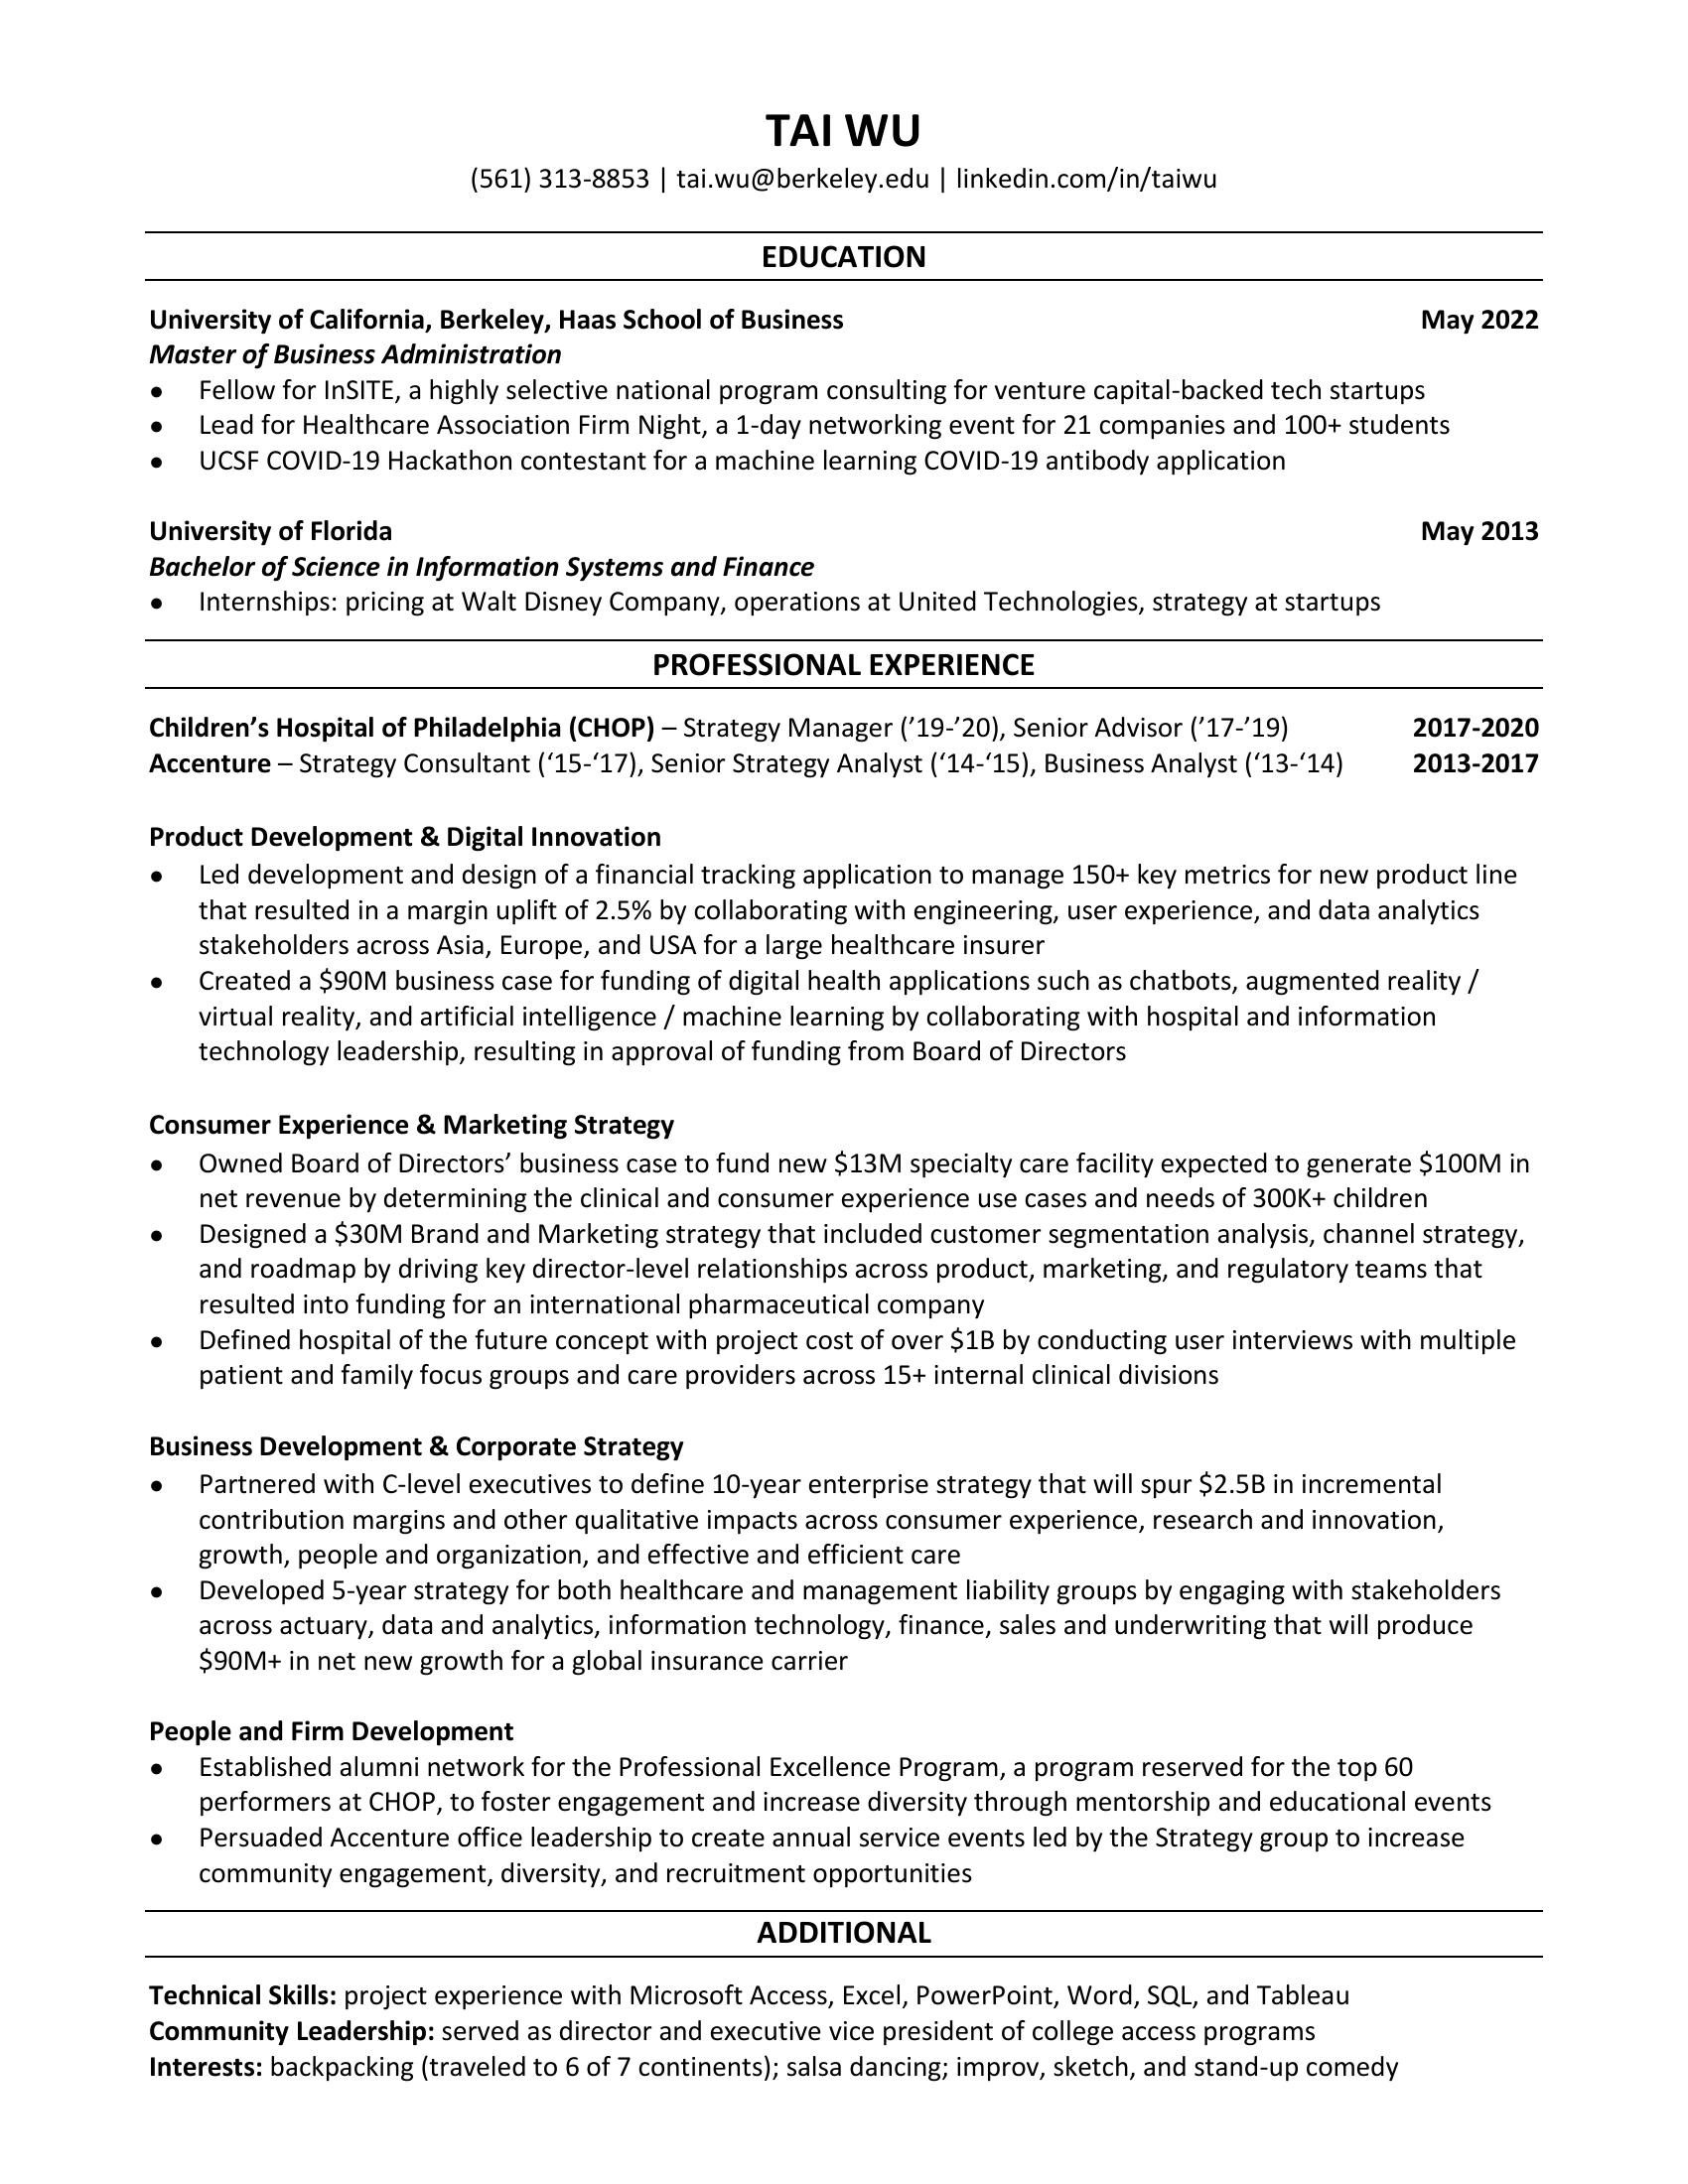 TAI WU
(561) 313-8853 | tai.wu@berkeley.edu | linkedin.com/in/taiwu
EDUCATION
University of California, Berkeley, Haas School of Business May 2022
Master of Business Administration
● Fellow for InSITE, a highly selective national program consulting for venture capital-backed tech startups
● Lead for Healthcare Association Firm Night, a 1-day networking event for 21 companies and 100+ students
● UCSF COVID-19 Hackathon contestant for a machine learning COVID-19 antibody application
University of Florida May 2013
Bachelor of Science in Information Systems and Finance
● Internships: pricing at Walt Disney Company, operations at United Technologies, strategy at startups
PROFESSIONAL EXPERIENCE
Children’s Hospital of Philadelphia (CHOP) – Strategy Manager (’19-’20), Senior Advisor (’17-’19) 2017-2020
Accenture – Strategy Consultant (‘15-‘17), Senior Strategy Analyst (‘14-‘15), Business Analyst (‘13-‘14) 2013-2017
Product Development & Digital Innovation
● Led development and design of a financial tracking application to manage 150+ key metrics for new product line
that resulted in a margin uplift of 2.5% by collaborating with engineering, user experience, and data analytics
stakeholders across Asia, Europe, and USA for a large healthcare insurer
● Created a $90M business case for funding of digital health applications such as chatbots, augmented reality /
virtual reality, and artificial intelligence / machine learning by collaborating with hospital and information
technology leadership, resulting in approval of funding from Board of Directors
Consumer Experience & Marketing Strategy
● Owned Board of Directors’ business case to fund new $13M specialty care facility expected to generate $100M in
net revenue by determining the clinical and consumer experience use cases and needs of 300K+ children
● Designed a $30M Brand and Marketing strategy that included customer segmentation analysis, channel strategy,
and roadmap by driving key director-level relationships across product, marketing, and regulatory teams that
resulted into funding for an international pharmaceutical company
● Defined hospital of the future concept with project cost of over $1B by conducting user interviews with multiple
patient and family focus groups and care providers across 15+ internal clinical divisions
Business Development & Corporate Strategy
● Partnered with C-level executives to define 10-year enterprise strategy that will spur $2.5B in incremental
contribution margins and other qualitative impacts across consumer experience, research and innovation,
growth, people and organization, and effective and efficient care
● Developed 5-year strategy for both healthcare and management liability groups by engaging with stakeholders
across actuary, data and analytics, information technology, finance, sales and underwriting that will produce
$90M+ in net new growth for a global insurance carrier
People and Firm Development
● Established alumni network for the Professional Excellence Program, a program reserved for the top 60
performers at CHOP, to foster engagement and increase diversity through mentorship and educational events
● Persuaded Accenture office leadership to create annual service events led by the Strategy group to increase
community engagement, diversity, and recruitment opportunities
ADDITIONAL
Technical Skills: project experience with Microsoft Access, Excel, PowerPoint, Word, SQL, and Tableau
Community Leadership: served as director and executive vice president of college access programs
Interests: backpacking (traveled to 6 of 7 continents); salsa dancing; improv, sketch, and stand-up comedy